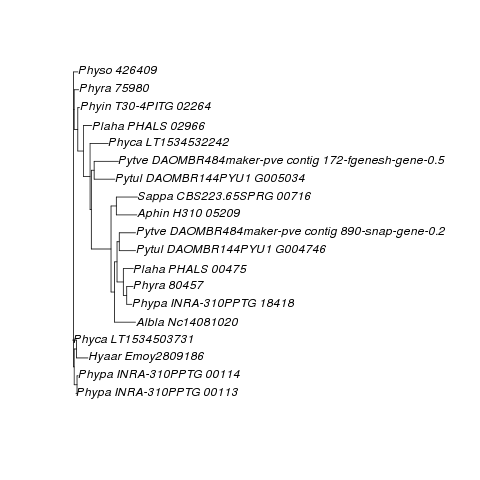 Physo 426409
Phyra 75980
Phyin T30-4PITG 02264
Plaha PHALS 02966
Phyca LT1534532242
Pytve DAOMBR484maker-pve contig 172-fgenesh-gene-0.5
Pytul DAOMBR144PYU1 G005034
Sappa CBS223.65SPRG 00716
Aphin H310 05209
Pytve DAOMBR484maker-pve contig 890-snap-gene-0.2
Pytul DAOMBR144PYU1 G004746
Plaha PHALS 00475
Phyra 80457
Phypa INRA-310PPTG 18418
Albla Nc14081020
Phyca LT1534503731
Hyaar Emoy2809186
Phypa INRA-310PPTG 00114
Phypa INRA-310PPTG 00113